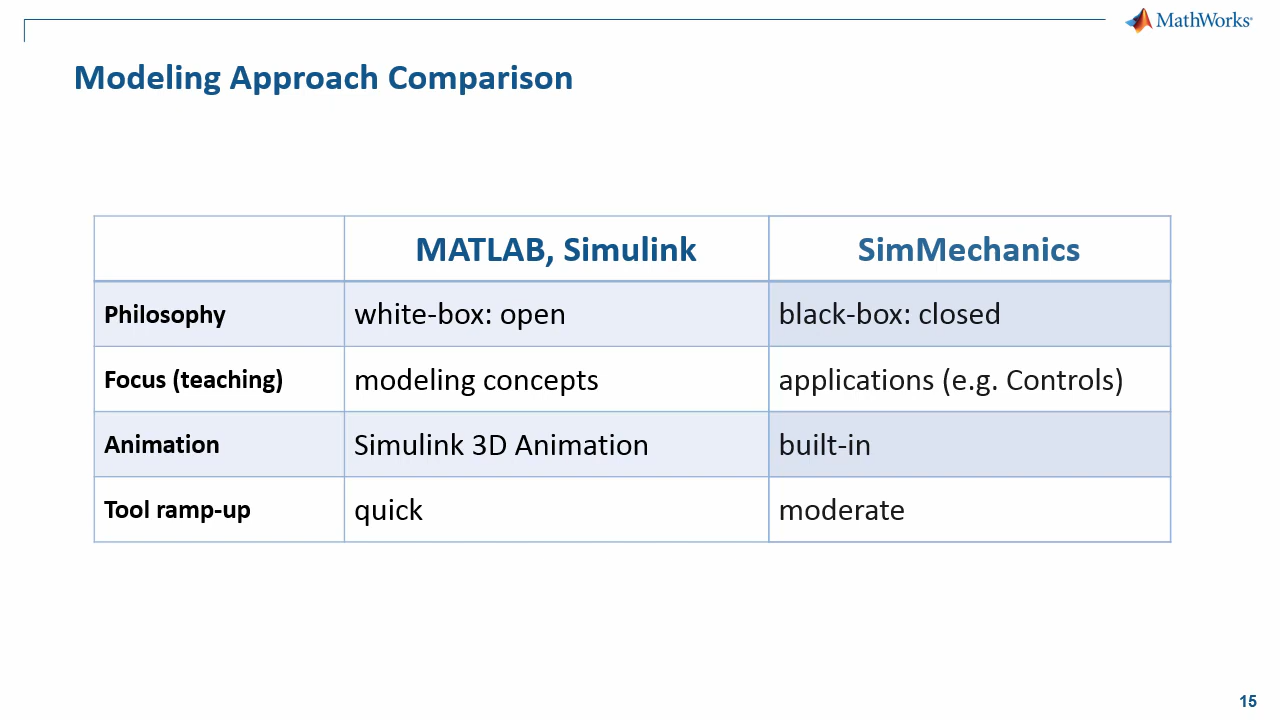 MathWorks®
Modeling Approach Comparison
MATLAB, Simulink SimMechanics
Philosophy white-box: open black-box: closed
Focus (teaching) modeling concepts applications (e.g. Controls)
Animation Simulink 3D Animation built-in
Tool ramp-up quick moderate
15